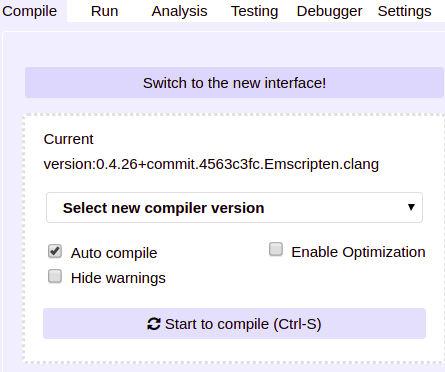 Compile Run Analysis Testing Debugger Settings
Switch to the new interface!
Current
version:0.4.26+commit.4563c3fc.Emscripten.clang
Select new compiler version
Auto compile Enable Optimization
Hide warnings
Start to compile (Ctrl-S)